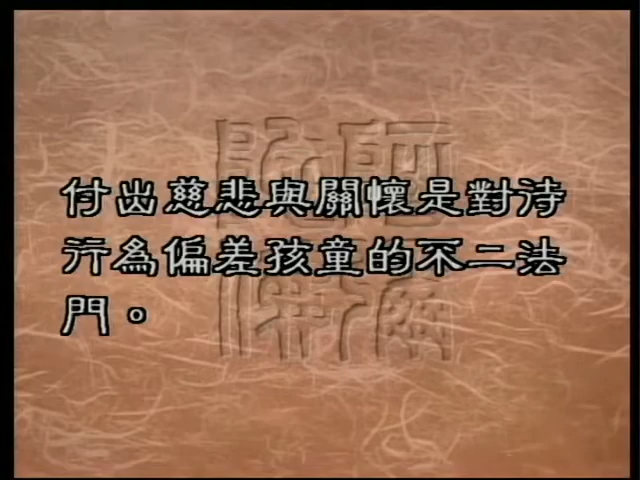 付出慈悲與關懷是對待
行為偏差孩童的不二法
門。